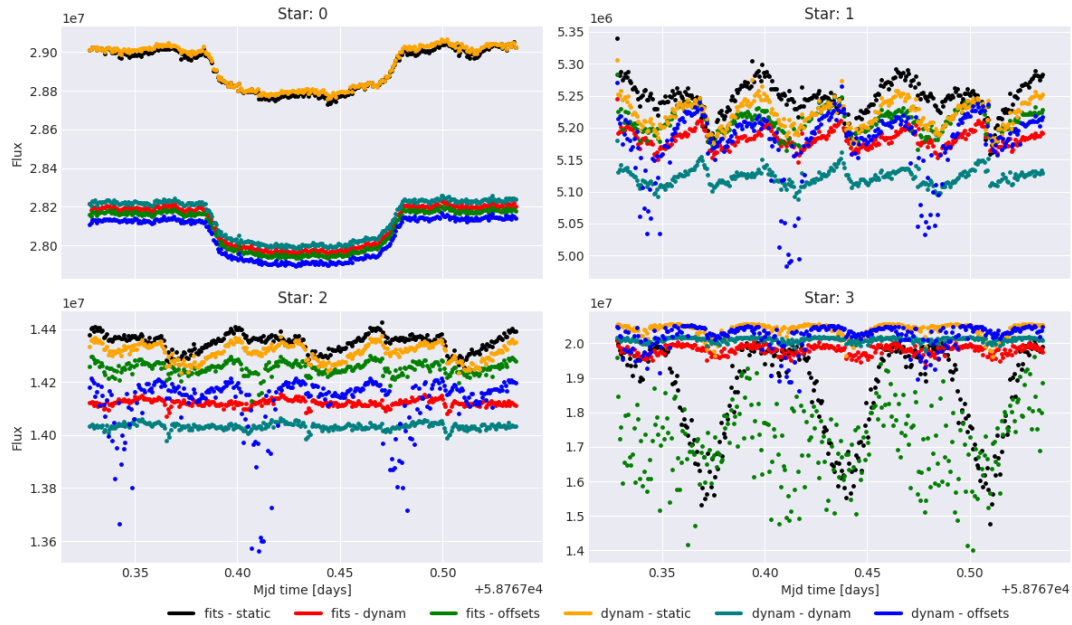 Star: 0
1e7
2.90
2.88
2.86
2.84
2.82
2.80
Flux
Star: 1
1e6
5.35
5.30
5.25
5.20
5.15
5.10
5.05
5.00
Star: 2
1e7
1.44
1.42
1.40
1.38
1.36
Flux
0.35
0.40
0.45
0.50
Mjd time [days]
+5.8767e4
Star: 3
1e7
2.0
1.9
1.8
1.7
1.6
1.5
1.4
0.35
0.40
0.45
0.50
Mjd time [days]
+5.8767e4
fits - static fits - dynam fits - offsets dynam - static dynam - dynam dynam - offsets